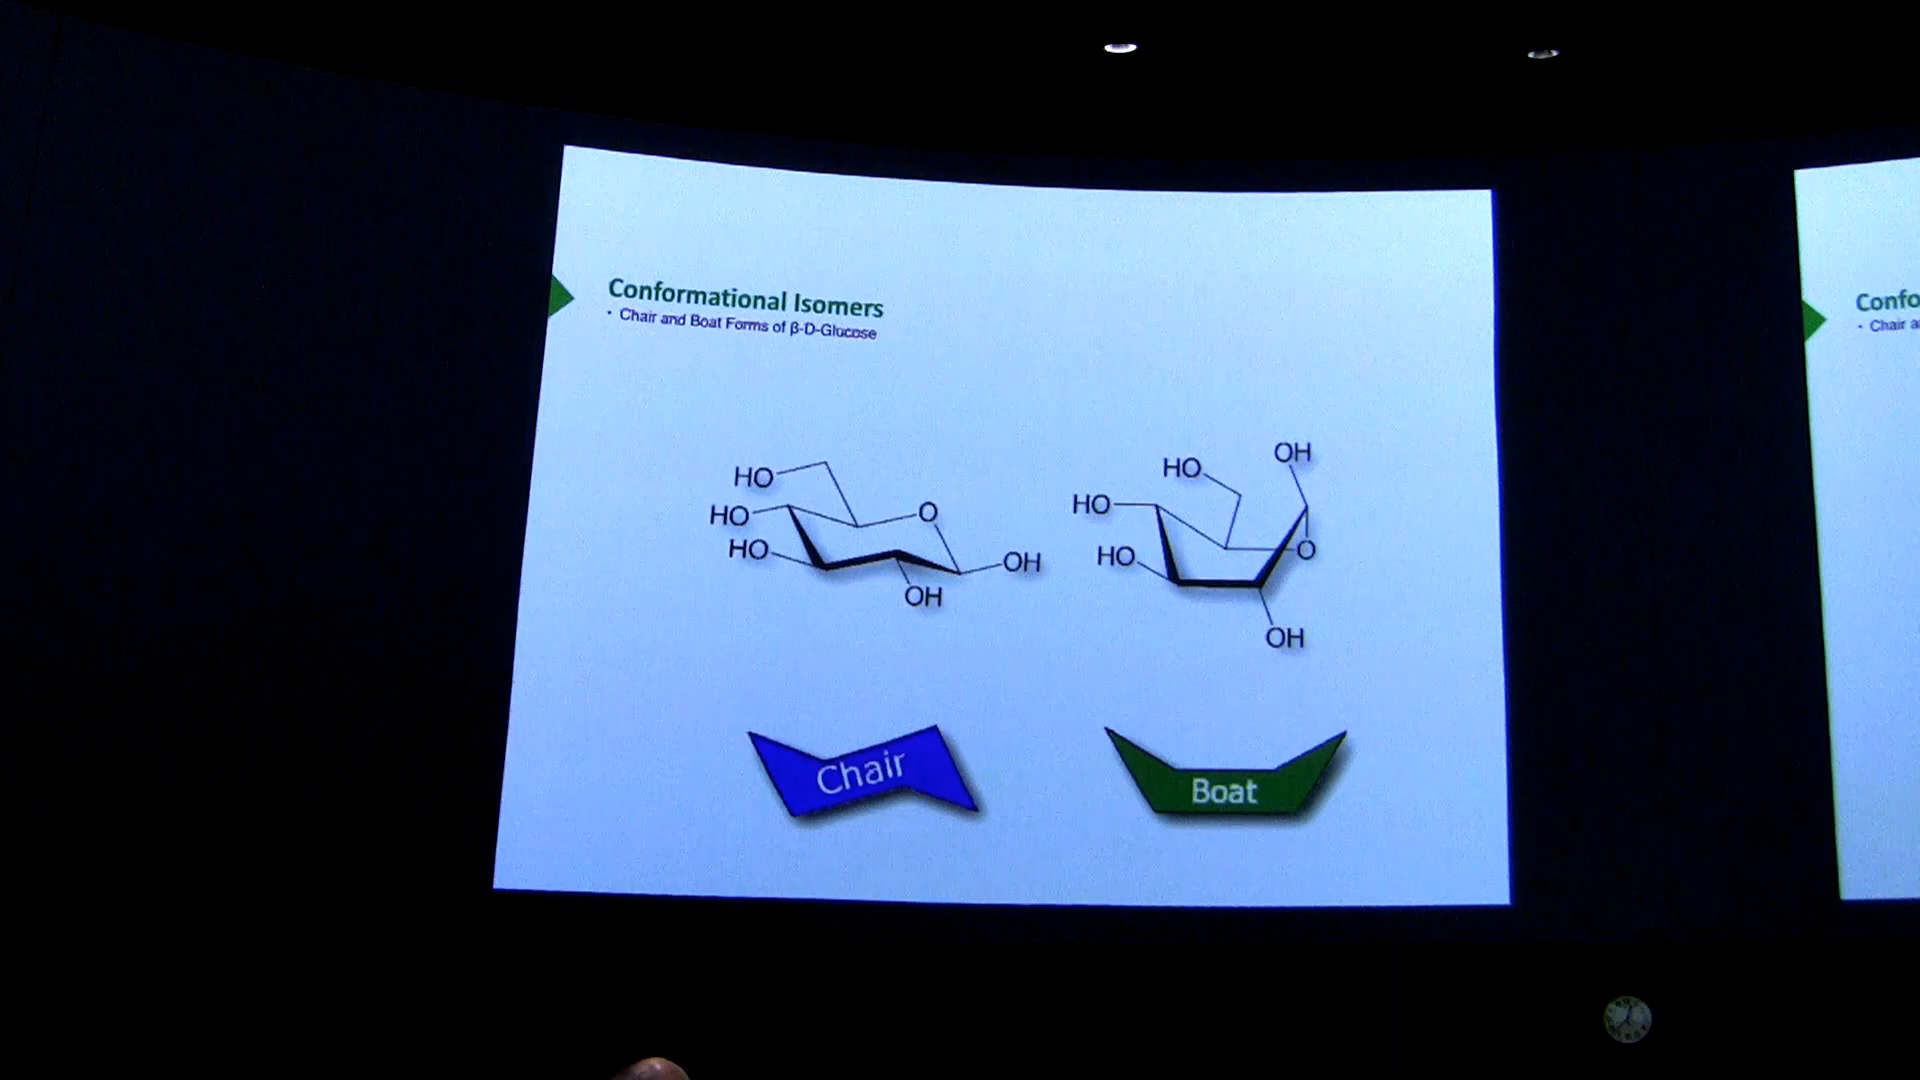 Conformational Isomers
• Chair and Boat Forms of β-D-Glucose
HO
HO
HO
O
OH
OH
HO
OH
HO
HO
O
OH
Chair
Boat
Confo
• Chair a